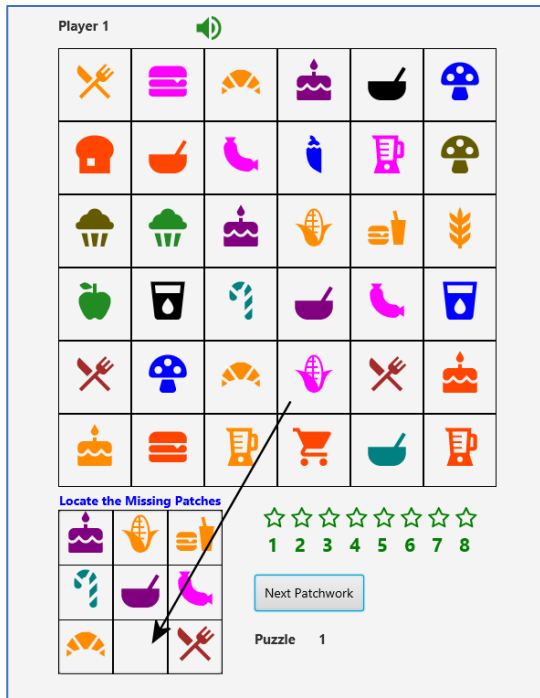 Player 1
Locate the Missing Patches
1 2 3 4 5 6 7 8
Next Patchwork
Puzzle 1